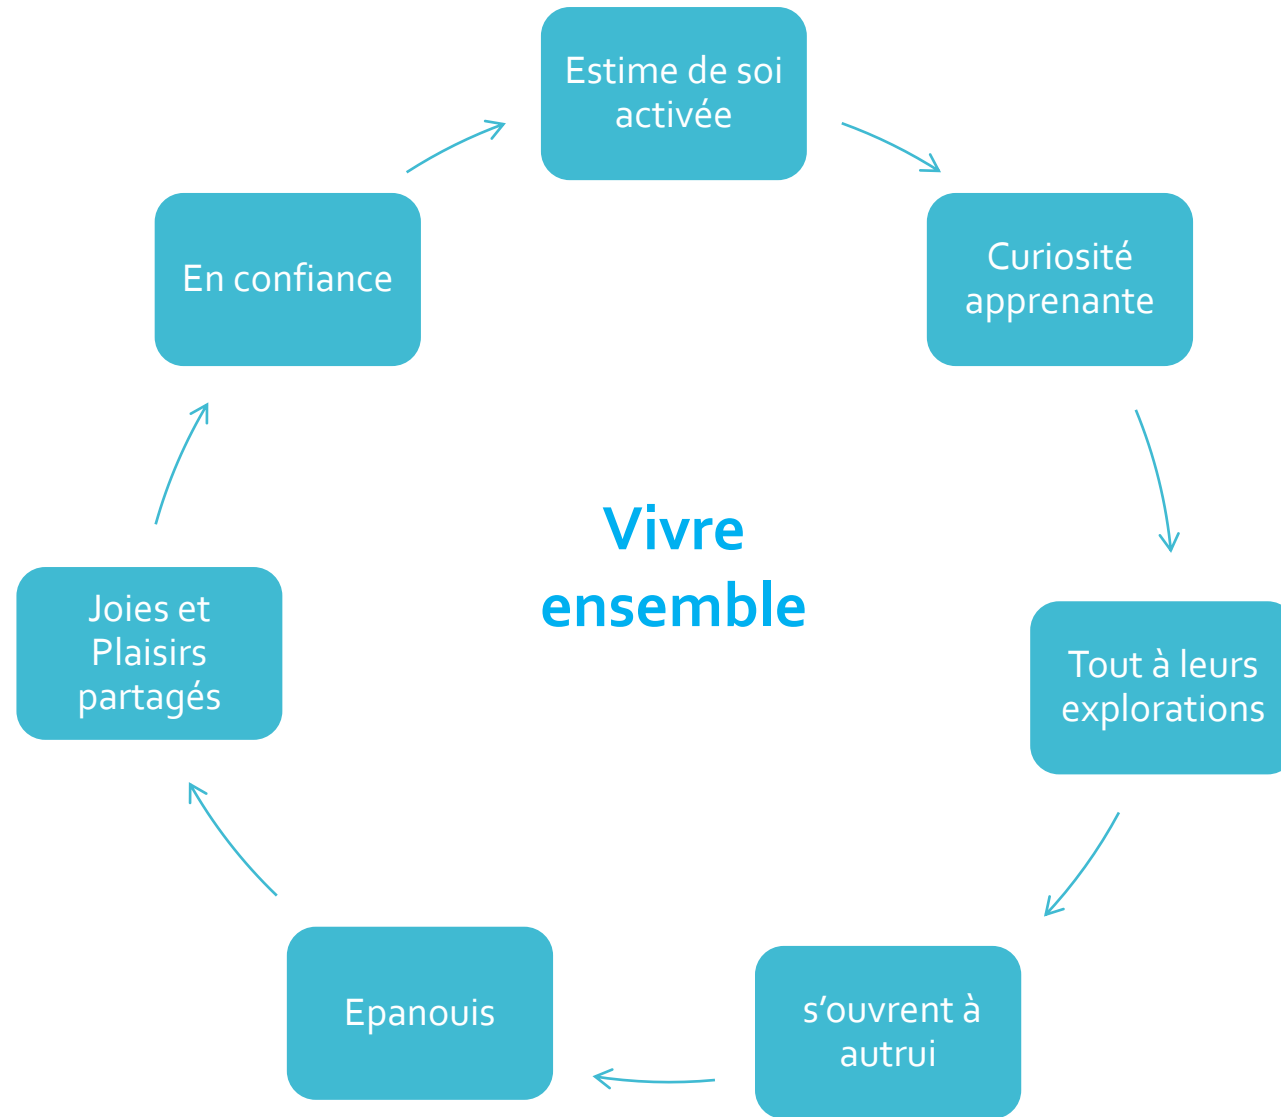 Estime de soi
activée
Curiosité
apprenante
Tout à leurs
explorations
s’ouvrent à
autrui
Epanouis
Joies et
Plaisirs
partagés
En confiance
Vivre
ensemble